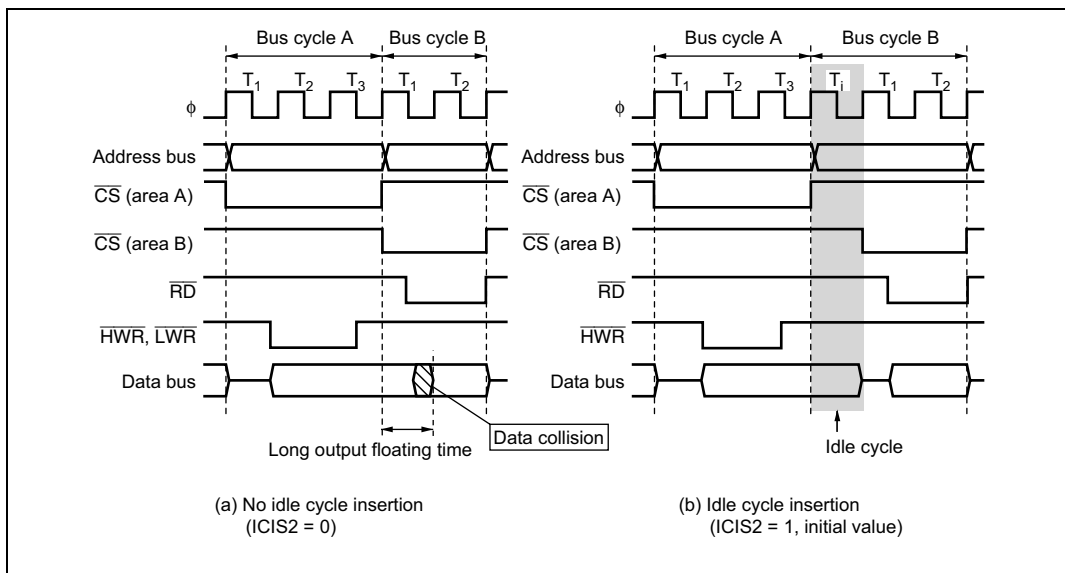 Bus cycle A Bus cycle B
T1 T2 T3 T1 T2
ϕ
Address bus
CS (area A)
CS (area B)
RD
HWR, LWR
Data bus
Long output floating time
Data collision
(a) No idle cycle insertion
(ICIS2 = 0)
Bus cycle A Bus cycle B
T1 T2 T3 Ti T1 T2
ϕ
Address bus
CS (area A)
CS (area B)
RD
HWR
Data bus
Idle cycle
(b) Idle cycle insertion
(ICIS2 = 1, initial value)